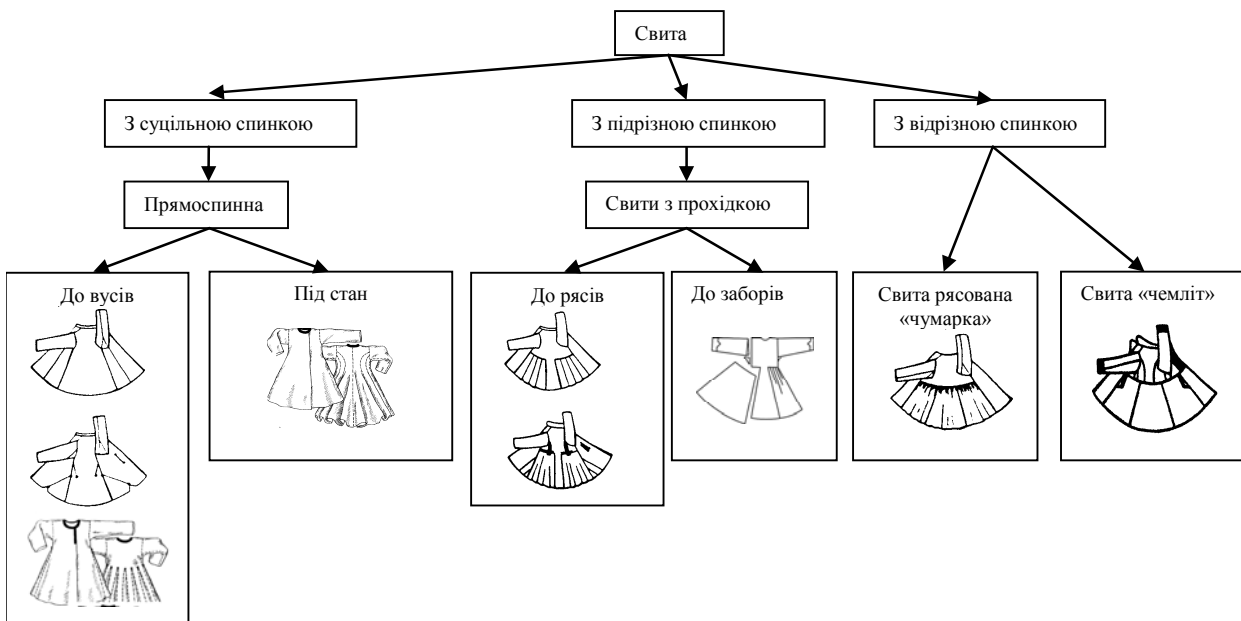 Свита
З суцільною спинкою
З підрізною спинкою
З відрізною спинкою
Прямоспинна
Свити з прохідкою
До вусів
Під стан
До рясів
До заборів
Свита рясована
«чумарка»
Свита «чемліт»